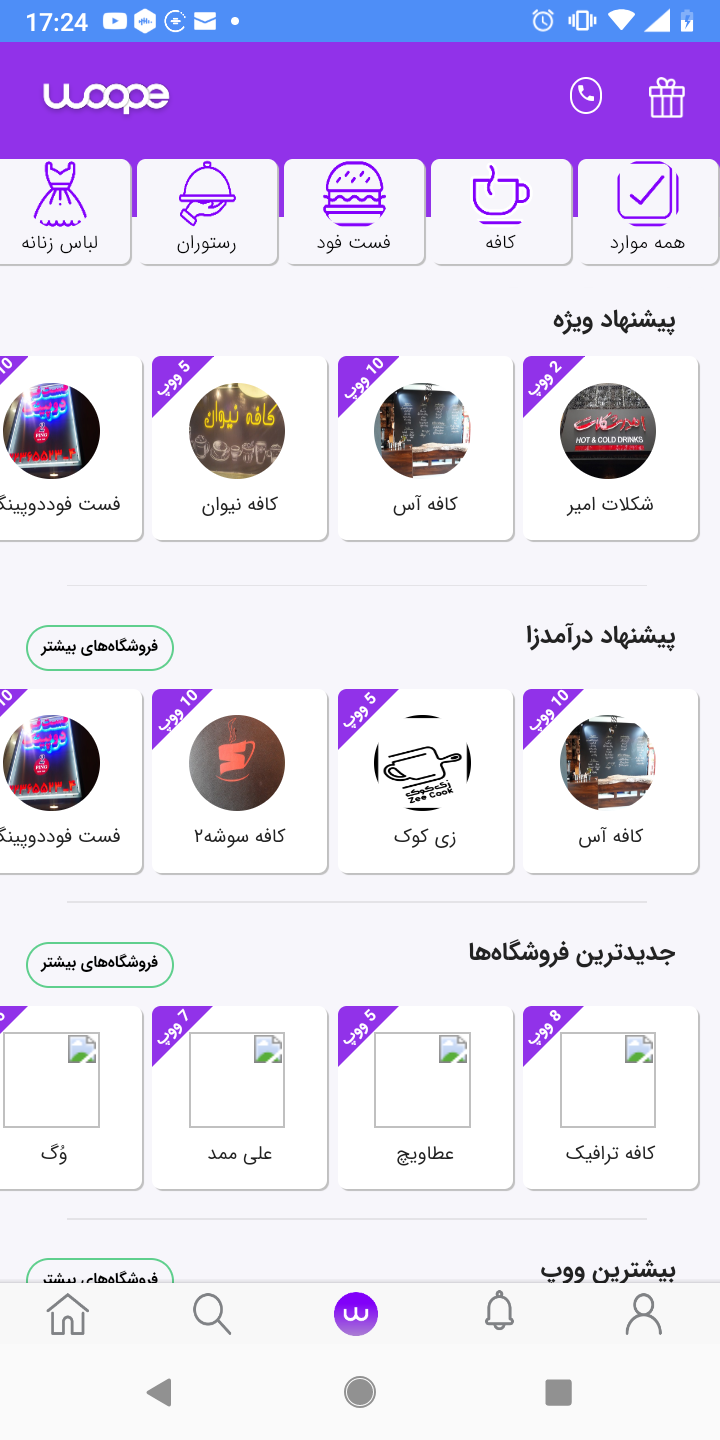 17:24
woope
همه موارد
کافه
فست فود
رستوران
لباس زنانه
پیشنهاد ویژه
2 ووپ
10 ووپ
5 ووپ
10
HOT & COLD DRINKS
کافه نیوان
شکلات امیر
کافه آس
کافه نیوان
فست فوددوپینگ
پیشنهاد درآمدزا
فروشگاه‌های بیشتر
10 ووپ
5 ووپ
10 ووپ
10
زی کوک
Zee Cook
کافه آس
زی کوک
کافه سوشه۲
فست فوددوپینگ
جدیدترین فروشگاه‌ها
فروشگاه‌های بیشتر
8 ووپ
5 ووپ
7 ووپ
کافه ترافیک
عطاویچ
علی ممد
وُگ
بیشترین ووپ
فروشگاه‌های بیشتر